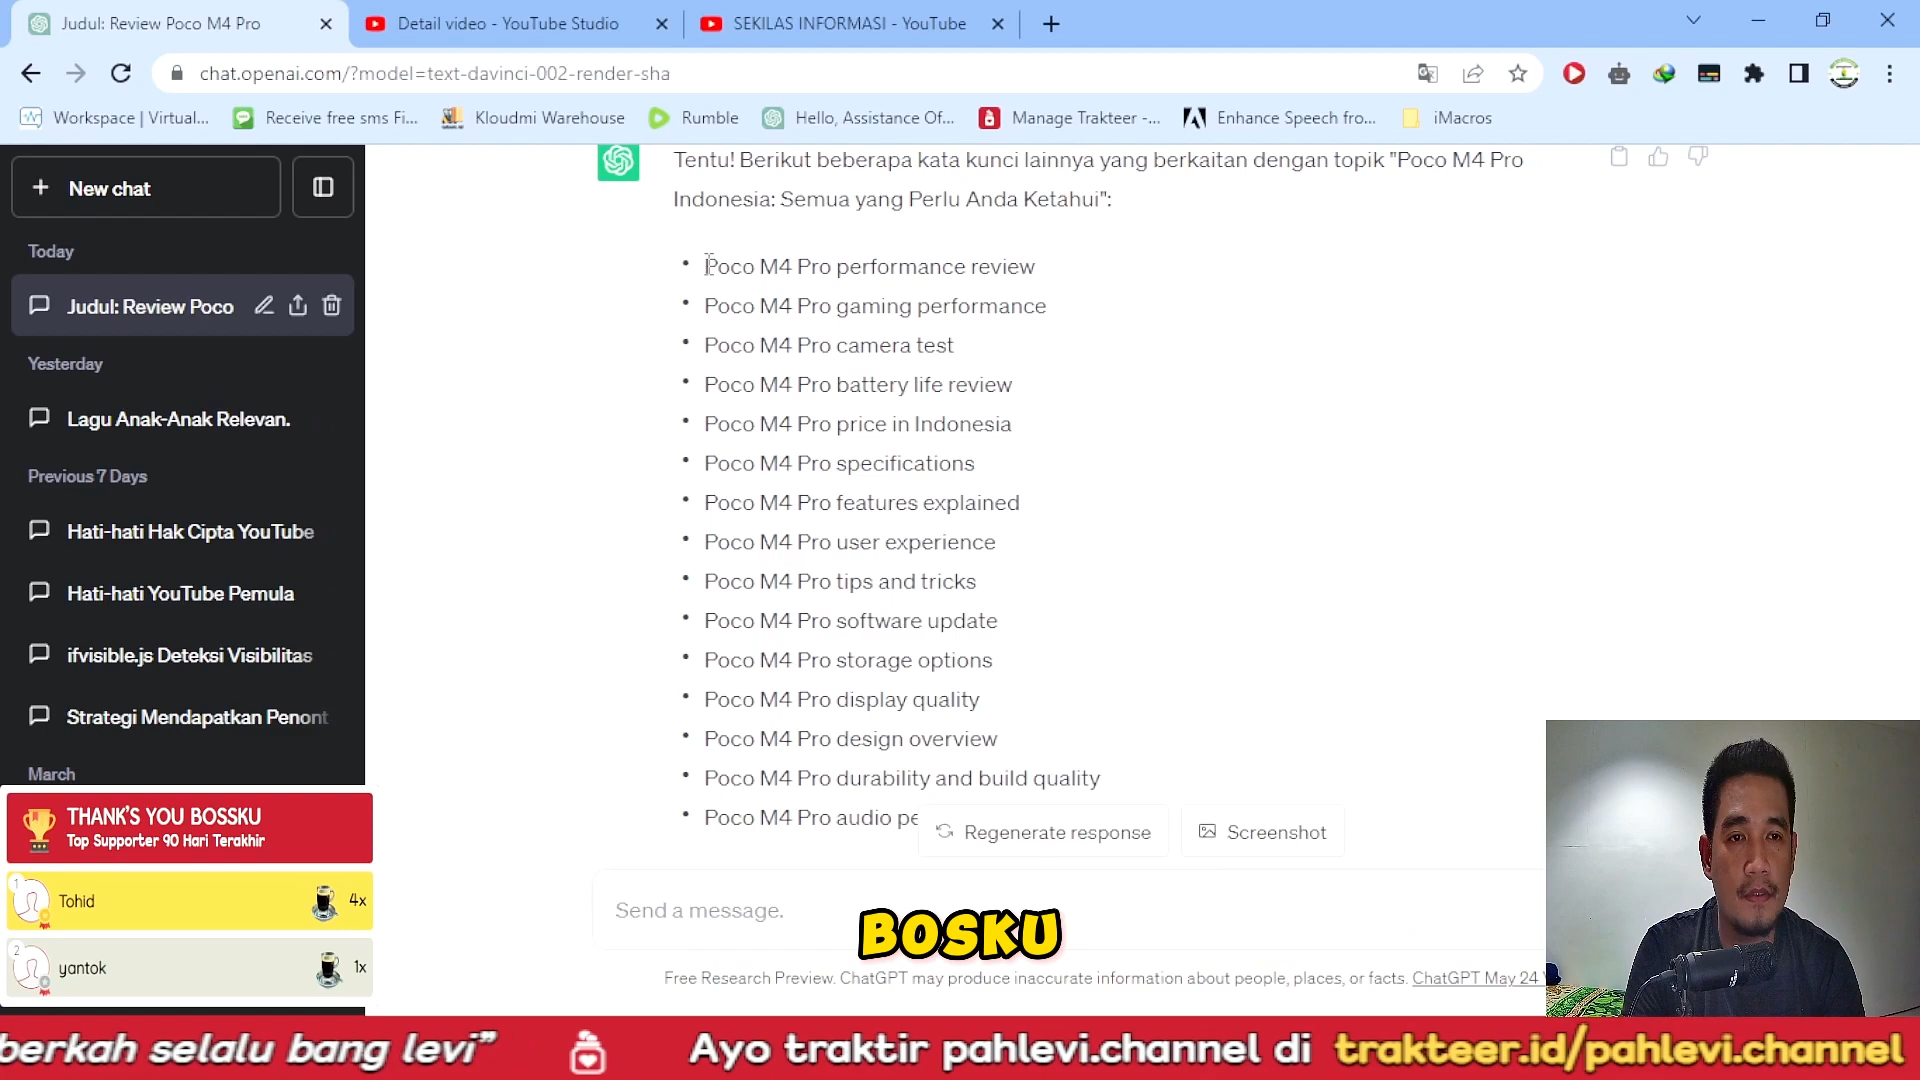 Judul: Review Poco M4 Pro
Detail video - YouTube Studio
SEKILAS INFORMASI - YouTube
chat.openai.com/?model=text-davinci-002-render-sha
Workspace | Virtual...
Receive free sms Fi...
Kloudmi Warehouse
Rumble
Hello, Assistance Of...
Manage Trakteer -...
Enhance Speech fro...
iMacros
New chat
Today
Judul: Review Poco
Yesterday
Lagu Anak-Anak Relevan.
Previous 7 Days
Hati-hati Hak Cipta YouTube
Hati-hati YouTube Pemula
ifvisible.js Deteksi Visibilitas
Strategi Mendapatkan Penont
March
THANK'S YOU BOSSKU
Top Supporter 90 Hari Terakhir
1 Tohid 4x
2 yantok 1x
Tentu! Berikut beberapa kata kunci lainnya yang berkaitan dengan topik "Poco M4 Pro
Indonesia: Semua yang Perlu Anda Ketahui":
• Poco M4 Pro performance review
• Poco M4 Pro gaming performance
• Poco M4 Pro camera test
• Poco M4 Pro battery life review
• Poco M4 Pro price in Indonesia
• Poco M4 Pro specifications
• Poco M4 Pro features explained
• Poco M4 Pro user experience
• Poco M4 Pro tips and tricks
• Poco M4 Pro software update
• Poco M4 Pro storage options
• Poco M4 Pro display quality
• Poco M4 Pro design overview
• Poco M4 Pro durability and build quality
• Poco M4 Pro audio pe
Regenerate response
Screenshot
Send a message.
BOSKU
Free Research Preview. ChatGPT may produce inaccurate information about people, places, or facts. ChatGPT May 24
berkah selalu bang levi"
Ayo traktir pahlevi.channel di trakteer.id/pahlevi.channel